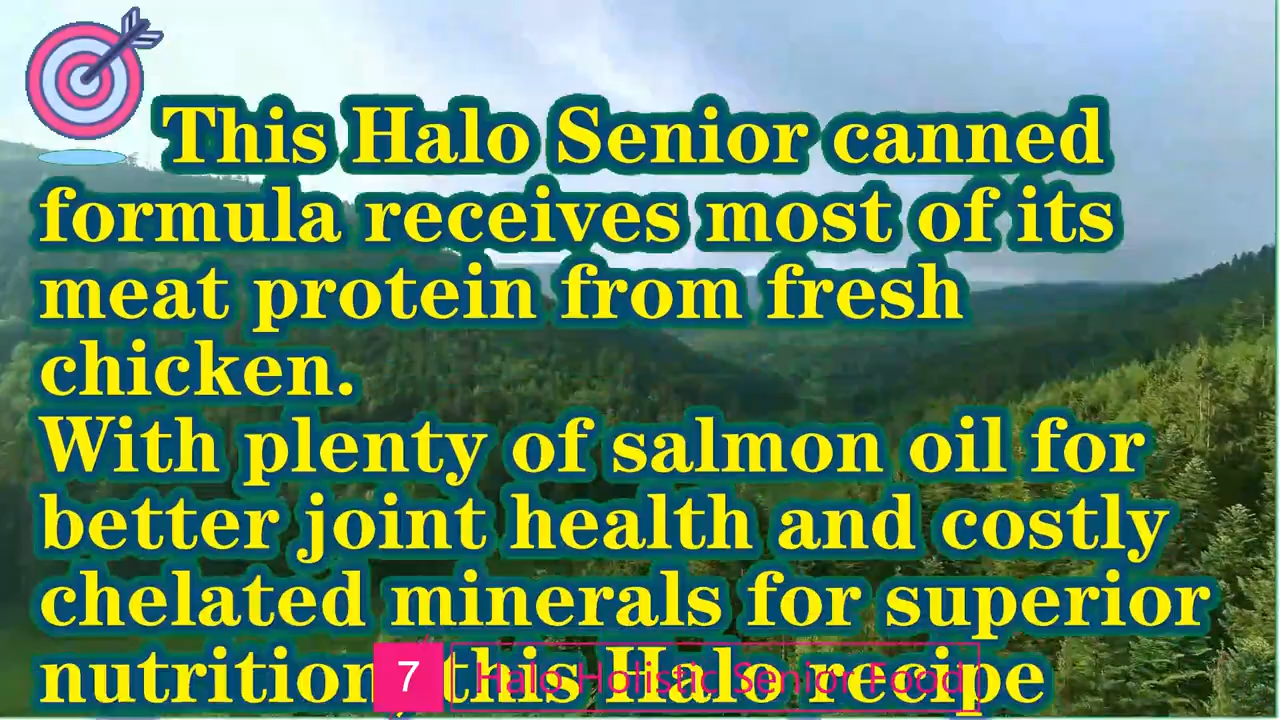 This Halo Senior canned
formula receives most of its
meat protein from fresh
chicken.
With plenty of salmon oil for
better joint health and costly
chelated minerals for superior
nutrition, this Halo recipe
7 Halo Holistic Senior Food